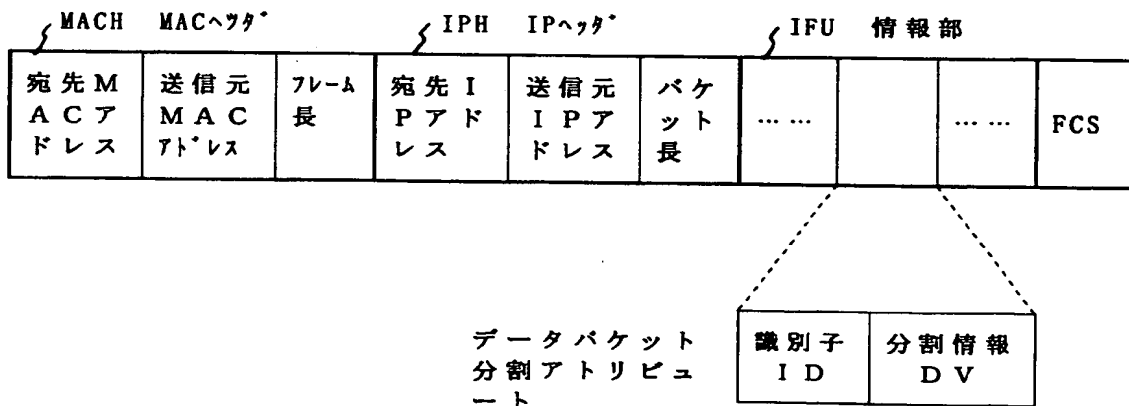 MACH MACヘッダ
IPH IPヘッダ
IFU 情報部
宛先M
ACア
ドレス
送信元
MAC
アドレス
フレーム
長
宛先I
Pアド
レス
送信元
IPア
ドレス
パケ
ット
長
……
……
FCS
データパケット
分割アトリビュ
ート
識別子
ID
分割情報
DV